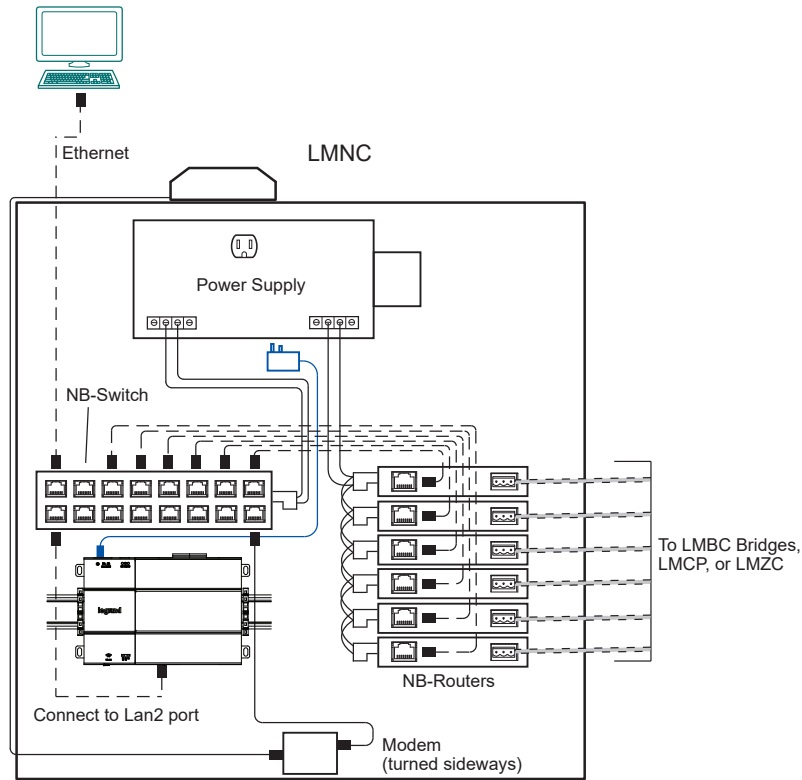 Ethernet
LMNC
Power Supply
NB-Switch
legrand
To LMBC Bridges,
LMCP, or LMZC
NB-Routers
Connect to Lan2 port
Modem
(turned sideways)